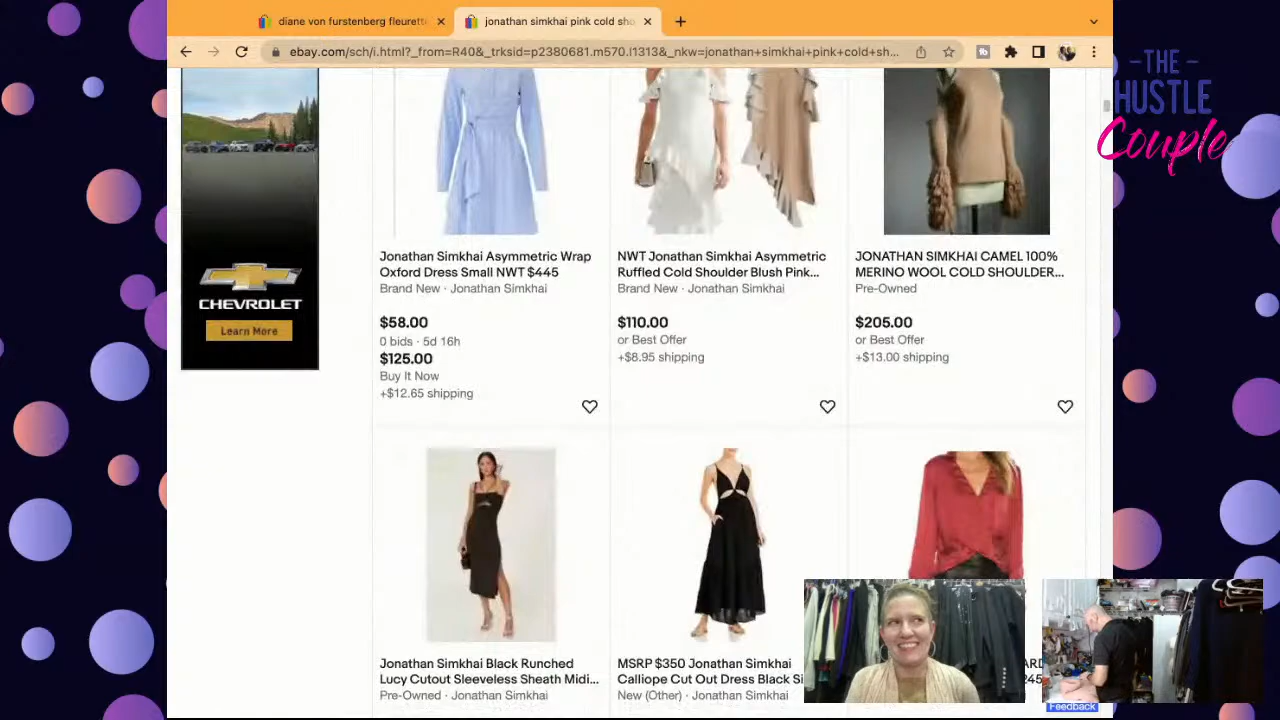 diane von furstenberg fleurett
jonathan simkhai pink cold sho
ebay.com/sch/i.html?_from=R40&_trksid=p2380681.m570.l1313&_nkw=jonathan+simkhai+pink+cold+sh...
-THE-
HUSTLE
Couple
CHEVROLET
Learn More
Jonathan Simkhai Asymmetric Wrap
Oxford Dress Small NWT $445
Brand New · Jonathan Simkhai
$58.00
0 bids · 5d 16h
$125.00
Buy It Now
+$12.65 shipping
NWT Jonathan Simkhai Asymmetric
Ruffled Cold Shoulder Blush Pink...
Brand New · Jonathan Simkhai
$110.00
or Best Offer
+$8.95 shipping
JONATHAN SIMKHAI CAMEL 100%
MERINO WOOL COLD SHOULDER...
Pre-Owned
$205.00
or Best Offer
+$13.00 shipping
Jonathan Simkhai Black Runched
Lucy Cutout Sleeveless Sheath Midi...
Pre-Owned · Jonathan Simkhai
MSRP $350 Jonathan Simkhai
Calliope Cut Out Dress Black Si
New (Other) · Jonathan Simkhai
Feedback